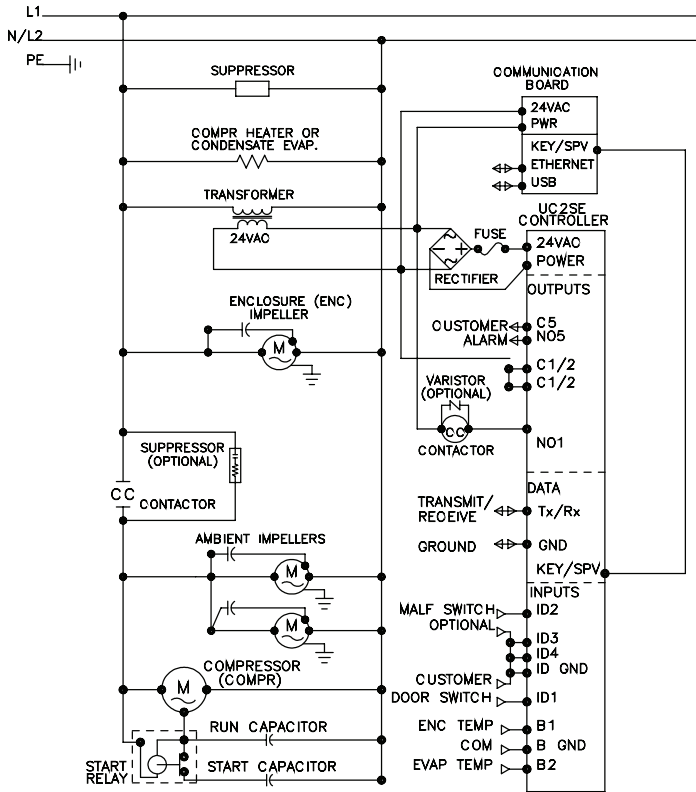 L1
N/L2
PE
SUPPRESSOR
COMPR HEATER OR
CONDENSATE EVAP.
TRANSFORMER
24VAC
COMMUNICATION
BOARD
24VAC
PWR
KEY/SPV
ETHERNET
USB
UC2SE
CONTROLLER
FUSE
24VAC
POWER
RECTIFIER
OUTPUTS
ENCLOSURE (ENC)
IMPELLER
M
CUSTOMER
ALARM
C5
NO5
C1/2
C1/2
VARISTOR
(OPTIONAL)
CC
CONTACTOR
NO1
SUPPRESSOR
(OPTIONAL)
CC
CONTACTOR
DATA
TRANSMIT/
RECEIVE
Tx/Rx
GROUND
GND
KEY/SPV
AMBIENT IMPELLERS
M
M
INPUTS
MALF SWITCH
ID2
OPTIONAL
ID3
ID4
ID GND
CUSTOMER
DOOR SWITCH
ID1
COMPRESSOR
(COMPR)
M
ENC TEMP
B1
COM
B GND
EVAP TEMP
B2
RUN CAPACITOR
START
RELAY
START CAPACITOR